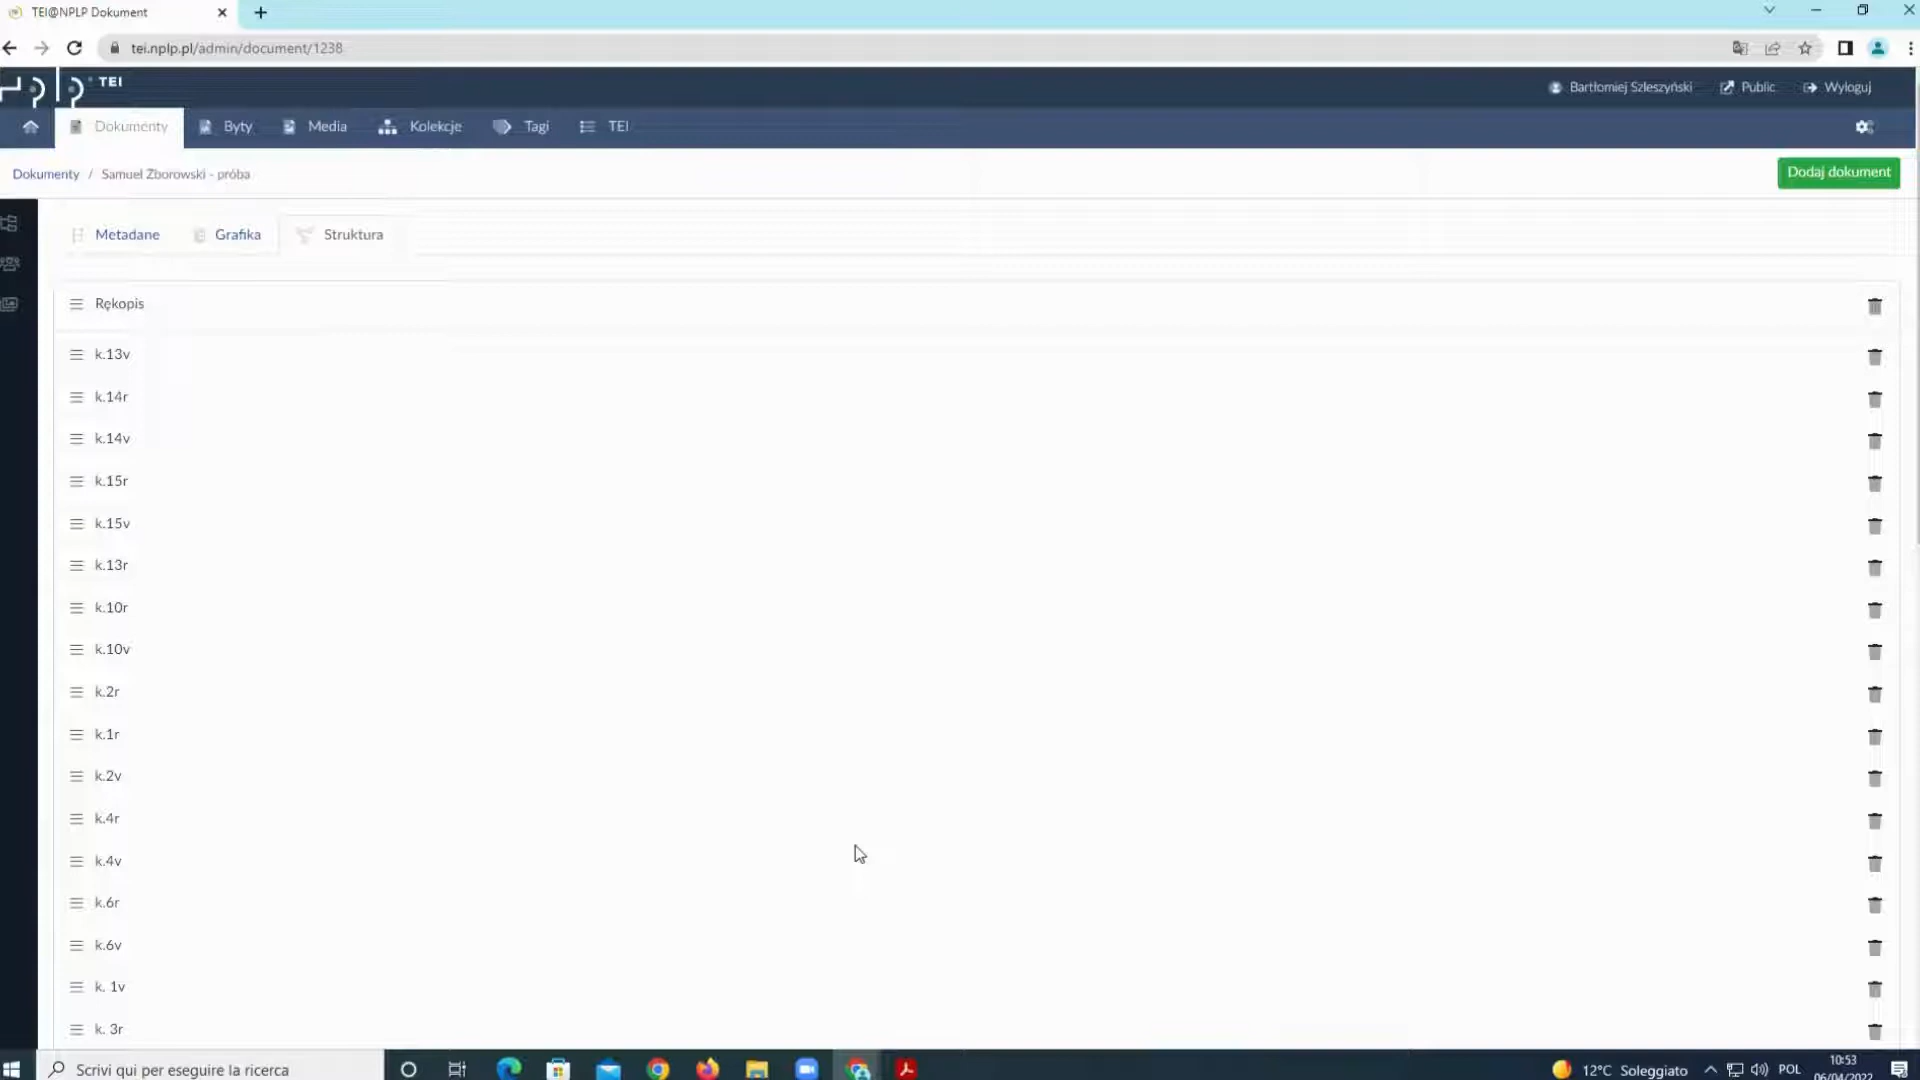 TEI@NPLP Dokument
tei.nplp.pl/admin/document/1238
TEI
Bartłomiej Szleszyński Public Wyloguj
Dokumenty Byty Media Kolekcje Tagi TEI
Dokumenty / Samuel Zborowski - próba
Dodaj dokument
Metadane Grafika Struktura
Rękopis
k.13v
k.14r
k.14v
k.15r
k.15v
k.13r
k.10r
k.10v
k.2r
k.1r
k.2v
k.4r
k.4v
k.6r
k.6v
k. 1v
k. 3r
Scrivi qui per eseguire la ricerca
12°C Soleggiato
POL
10:53
06/04/2022